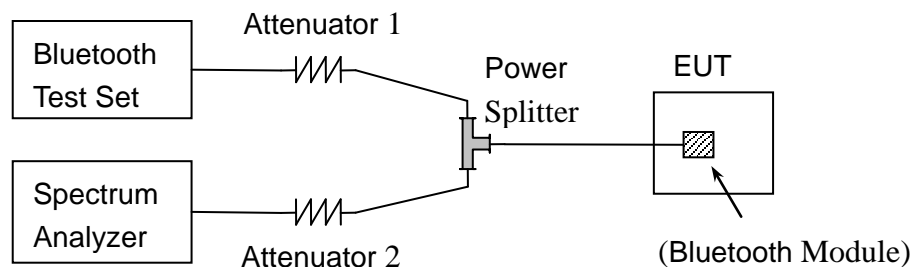 Bluetooth
Test Set
Attenuator 1
Power
Splitter
EUT
Spectrum
Analyzer
Attenuator 2
(Bluetooth Module)